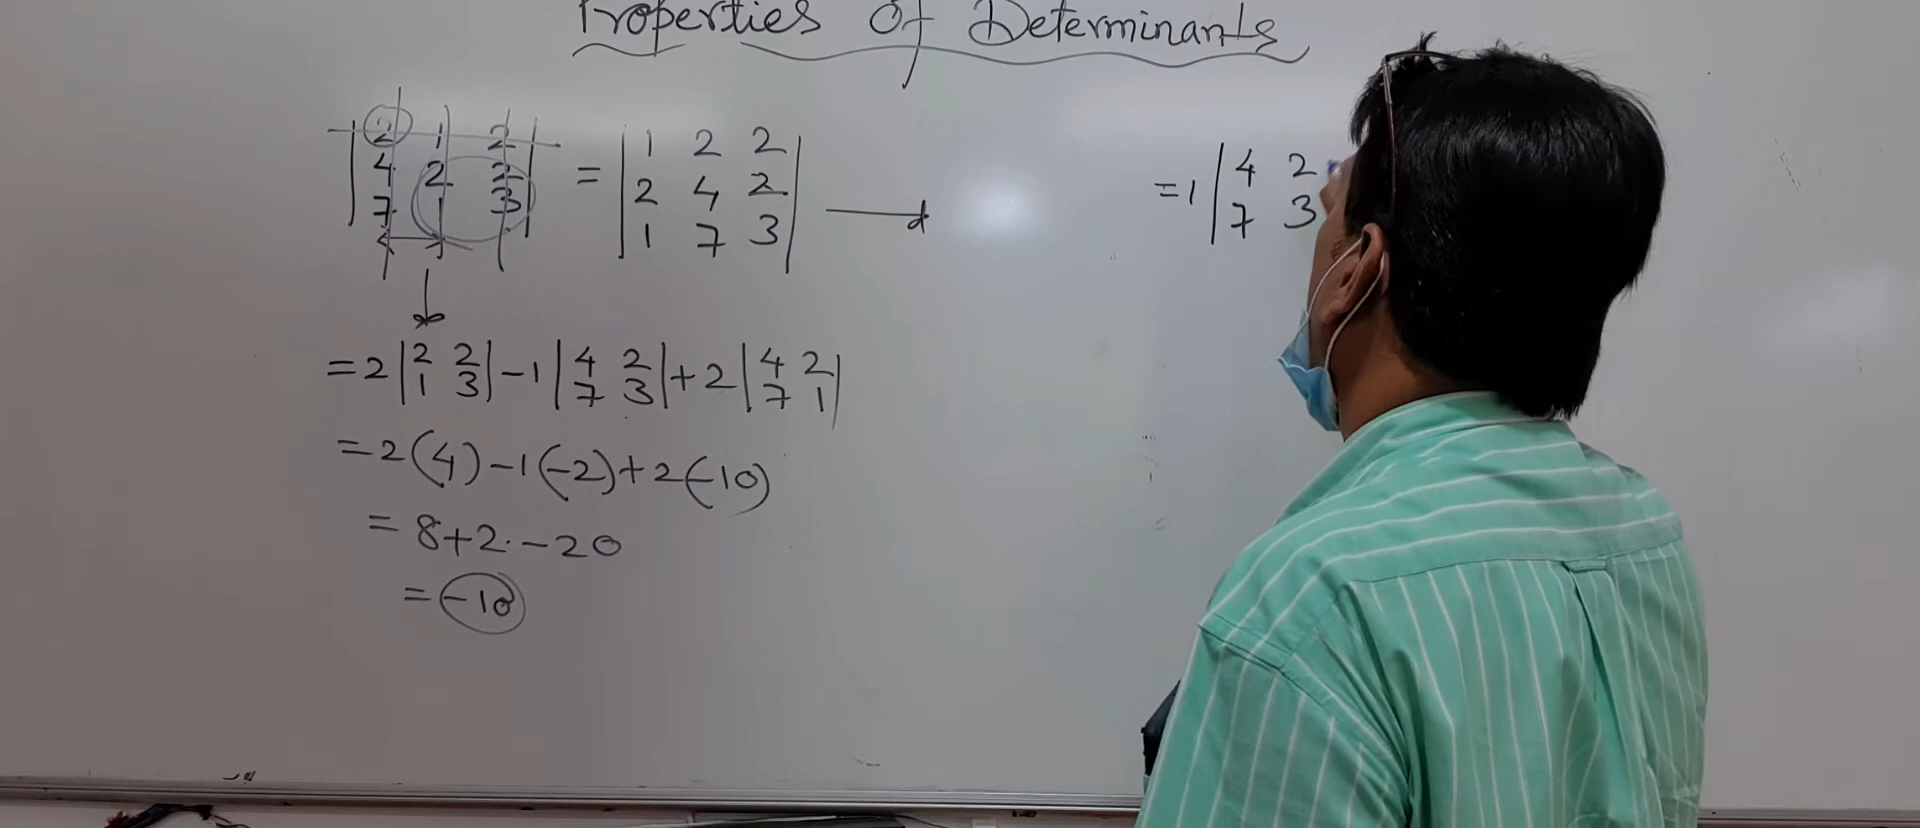 Properties Of Determinants
| 2 1 2 | = | 1 2 2 |
| 4 2 2 | | 2 4 2 |
| 7 1 3 | | 1 7 3 |
= 2 | 2 2 | - 1 | 4 2 | + 2 | 4 2 |
| 1 3 | | 7 3 | | 7 1 |
= 2 (4) - 1 (-2) + 2 (-10)
= 8 + 2 . - 20
= -10
= 1 | 4 2
| 7 3